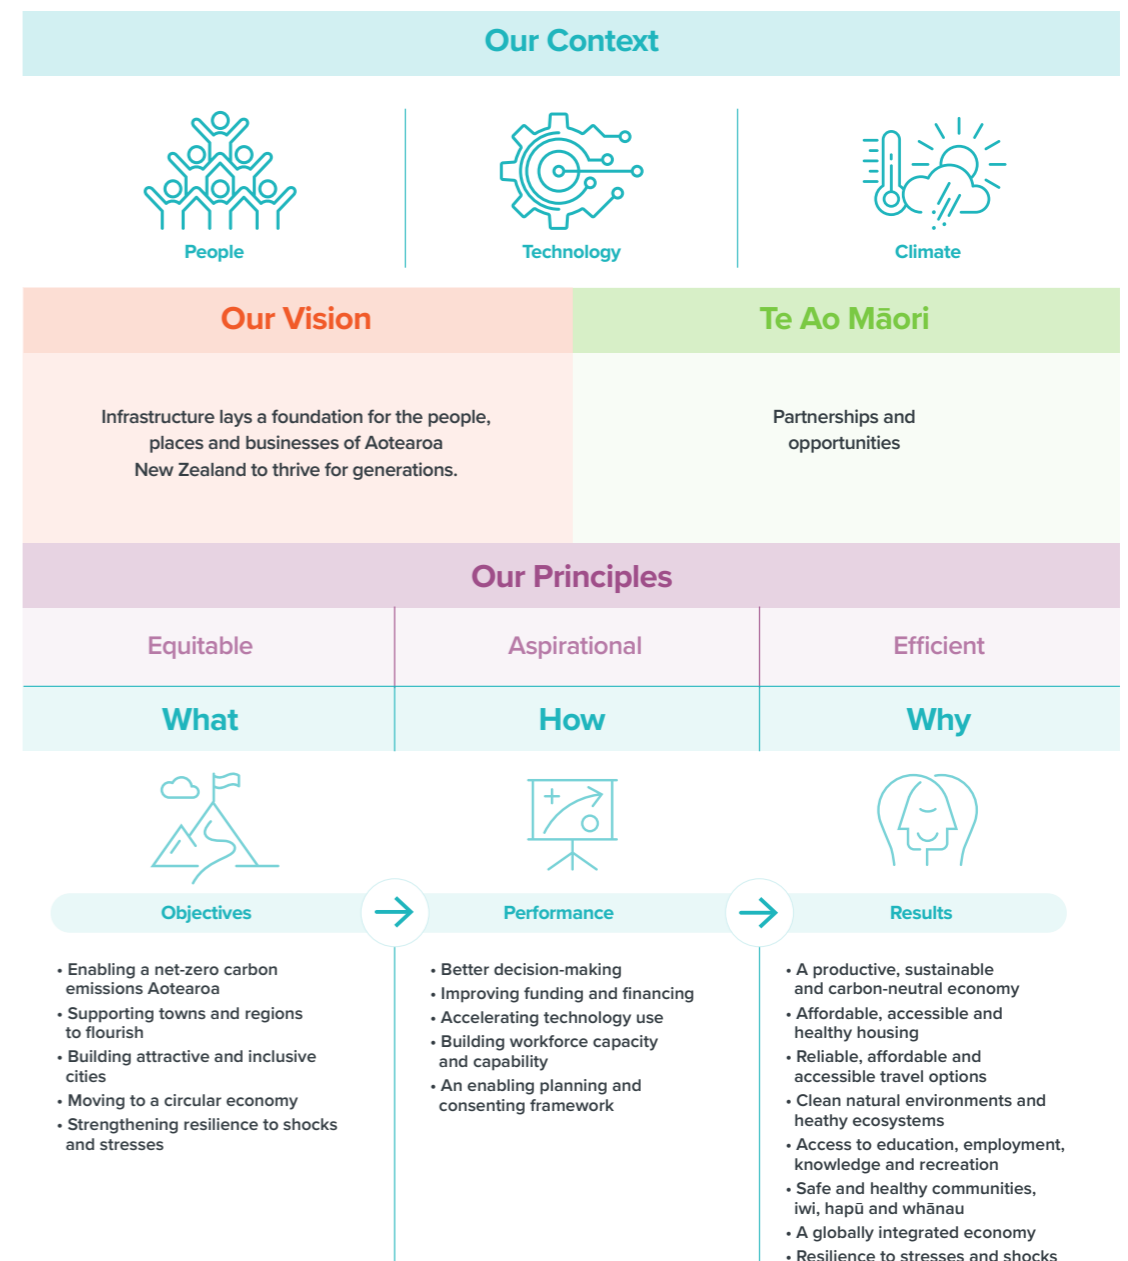 Our Context
People
Technology
Climate
Our Vision
Te Ao Māori
Infrastructure lays a foundation for the people,
places and businesses of Aotearoa
New Zealand to thrive for generations.
Partnerships and
opportunities
Our Principles
Equitable
Aspirational
Efficient
What
How
Why
Objectives
Performance
Results
• Enabling a net-zero carbon
emissions Aotearoa
• Supporting towns and regions
to flourish
• Building attractive and inclusive
cities
• Moving to a circular economy
• Strengthening resilience to shocks
and stresses
• Better decision-making
• Improving funding and financing
• Accelerating technology use
• Building workforce capacity
and capability
• An enabling planning and
consenting framework
• A productive, sustainable
and carbon-neutral economy
• Affordable, accessible and
healthy housing
• Reliable, affordable and
accessible travel options
• Clean natural environments and
heathy ecosystems
• Access to education, employment,
knowledge and recreation
• Safe and healthy communities,
iwi, hapū and whānau
• A globally integrated economy
• Resilience to stresses and shocks